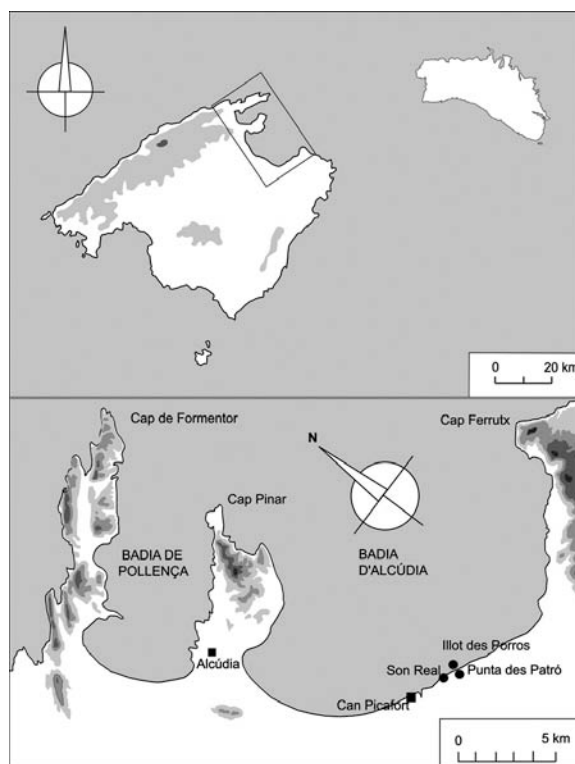 0 20 km
Cap de Formentor
Cap Ferrutx
N
Cap Pinar
BADIA DE
POLLENÇA
BADIA
D'ALCÚDIA
Illot des Porros
Alcúdia
Son Real
Punta des Patró
Can Picafort
0 5 km